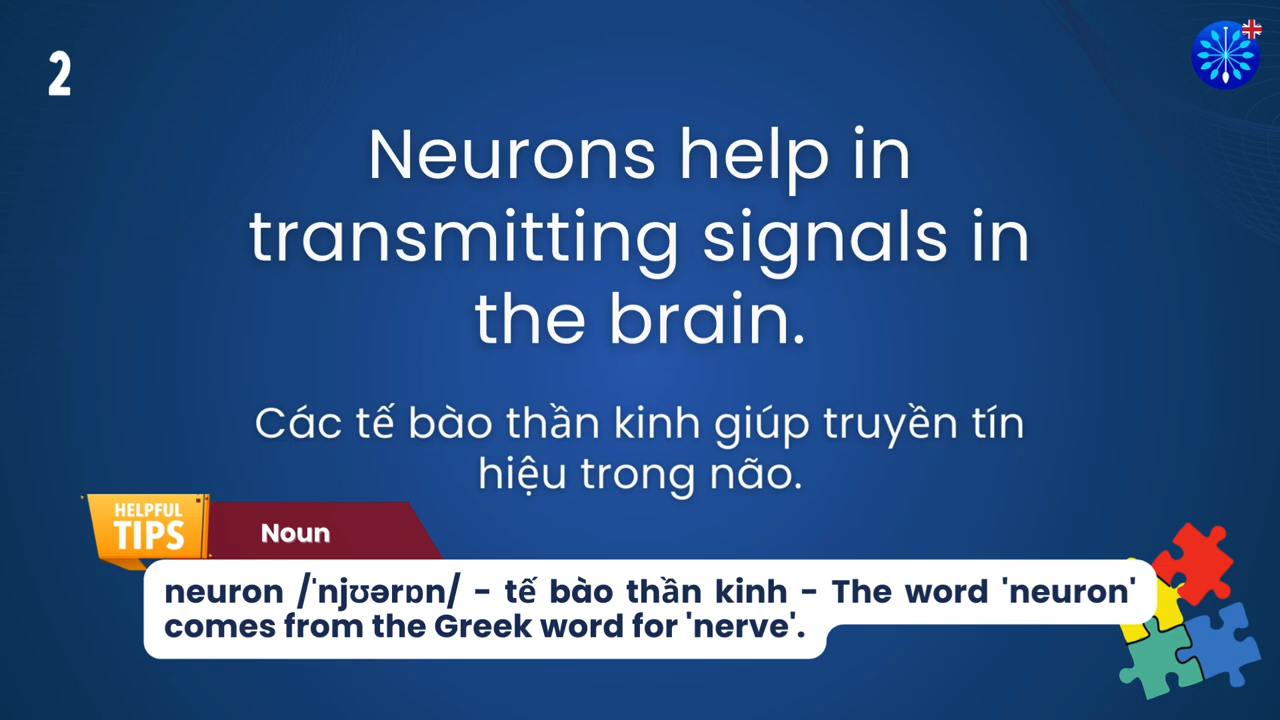 2
Neurons help in
transmitting signals in
the brain.
Các tế bào thần kinh giúp truyền tín
hiệu trong não.
HELPFUL
TIPS
Noun
neuron /ˈnjʊərɒn/ - tế bào thần kinh - The word 'neuron'
comes from the Greek word for 'nerve'.